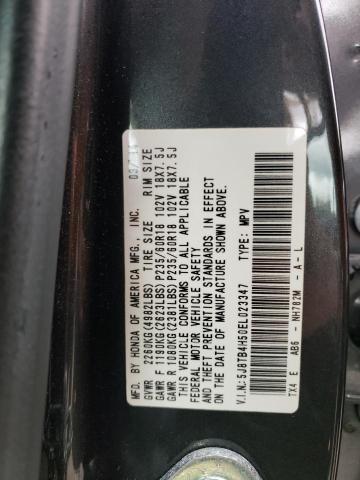 MFD. BY HONDA OF AMERICA MFG., INC. 03/14
GVWR 2260KG(4982LBS) TIRE SIZE RIM SIZE
GAWR F 1190KG(2623LBS) P235/60R18 102V 18X7.5J
GAWR R 1080KG(2381LBS) P235/60R18 102V 18X7.5J
THIS VEHICLE CONFORMS TO ALL APPLICABLE
FEDERAL MOTOR VEHICLE SAFETY
AND THEFT PREVENTION STANDARDS IN EFFECT
ON THE DATE OF MANUFACTURE SHOWN ABOVE.
V.I.N.:5J8TB4H50EL023347 TYPE: MPV
TX4 E AB6 - NH782M - A - L